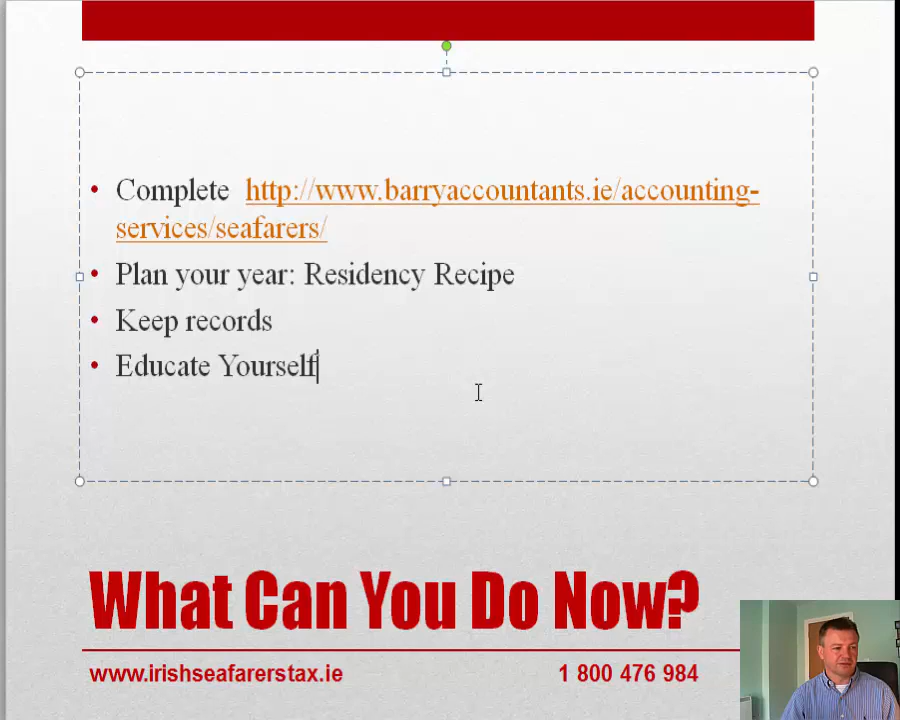 Complete http://www.barryaccountants.ie/accounting-
services/seafarers/
Plan your year: Residency Recipe
Keep records
Educate Yourself
What Can You Do Now?
www.irishseafarerstax.ie 1 800 476 984